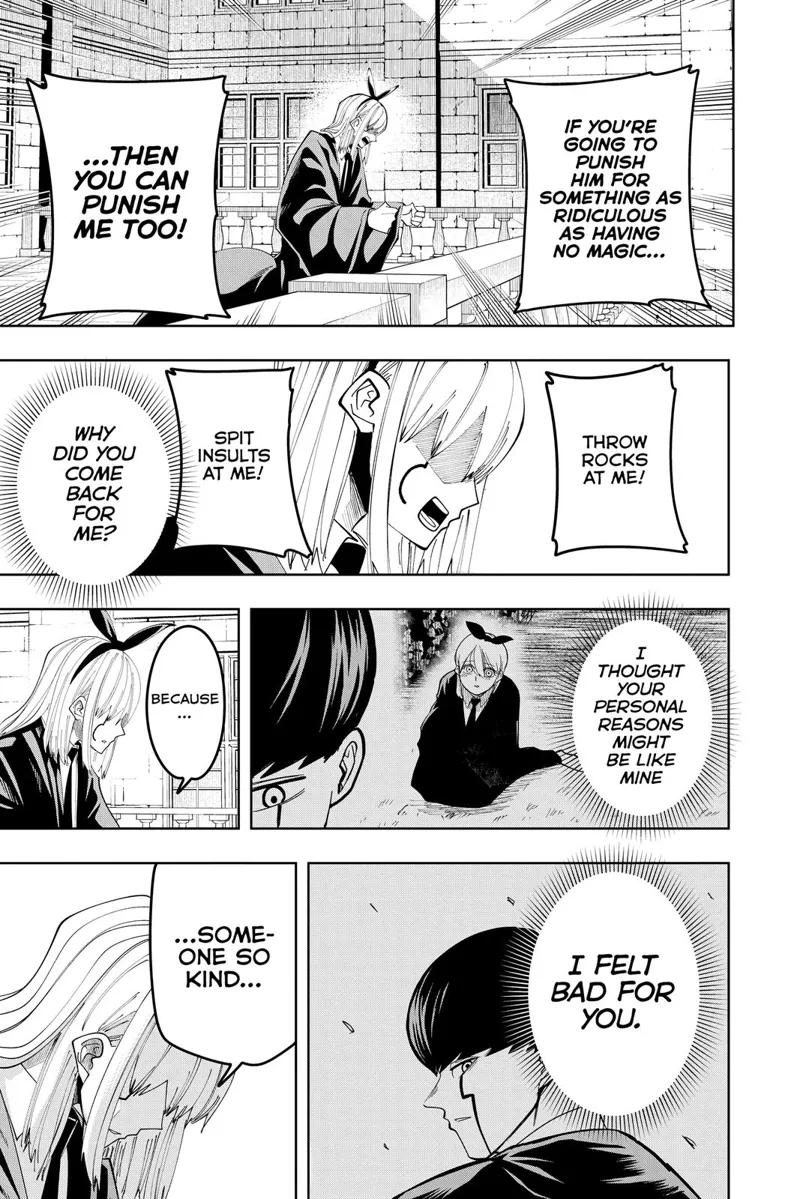 IF YOU'RE
GOING TO
PUNISH
HIM FOR
SOMETHING AS
RIDICULOUS
AS HAVING
NO MAGIC...
...THEN
YOU CAN
PUNISH
ME TOO!
THROW
ROCKS
AT ME!
SPIT
INSULTS
AT ME!
WHY
DID YOU
COME
BACK
FOR
ME?
I
THOUGHT
YOUR
PERSONAL
REASONS
MIGHT
BE LIKE
MINE
BECAUSE
...
I FELT
BAD FOR
YOU.
...SOME-
ONE SO
KIND...